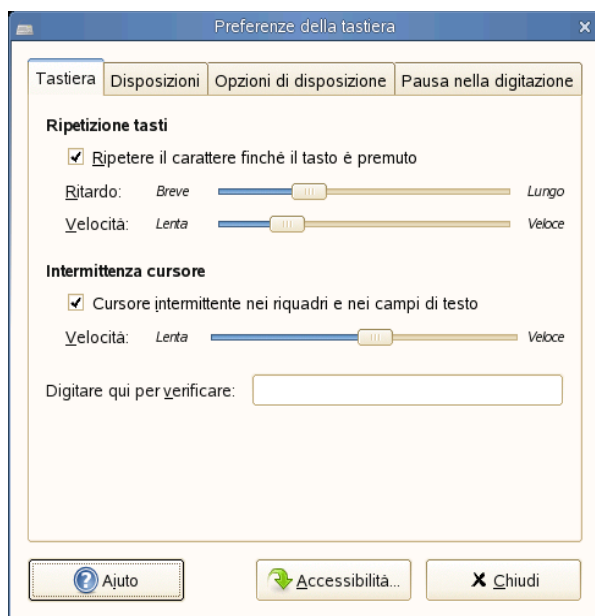 Preferenze della tastiera
Tastiera Disposizioni Opzioni di disposizione Pausa nella digitazione
Ripetizione tasti
Ripetere il carattere finché il tasto é premuto
Ritardo: Breve Lungo
Velocità: Lenta Veloce
Intermittenza cursore
Cursore intermittente nei riquadri e nei campi di testo
Velocità: Lenta Veloce
Digitare qui per verificare:
Aiuto Accessibilità... Chiudi